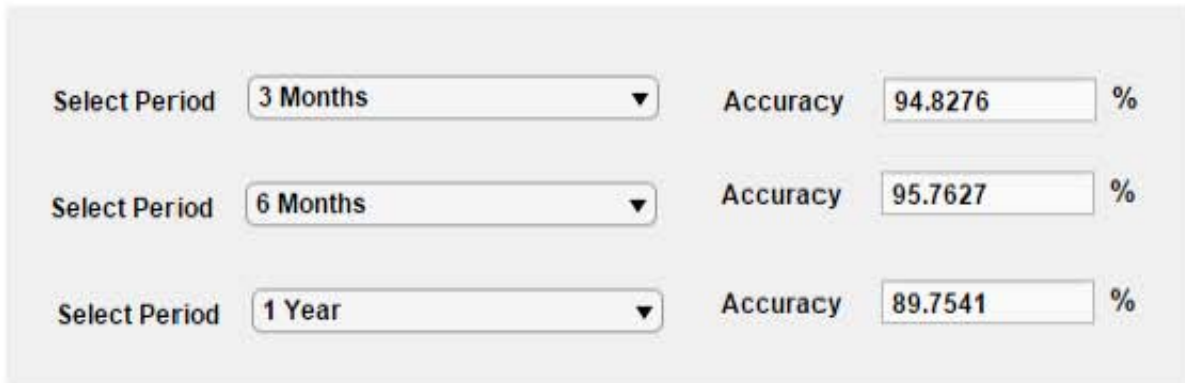 Select Period 3 Months Accuracy 94.8276 %
Select Period 6 Months Accuracy 95.7627 %
Select Period 1 Year Accuracy 89.7541 %